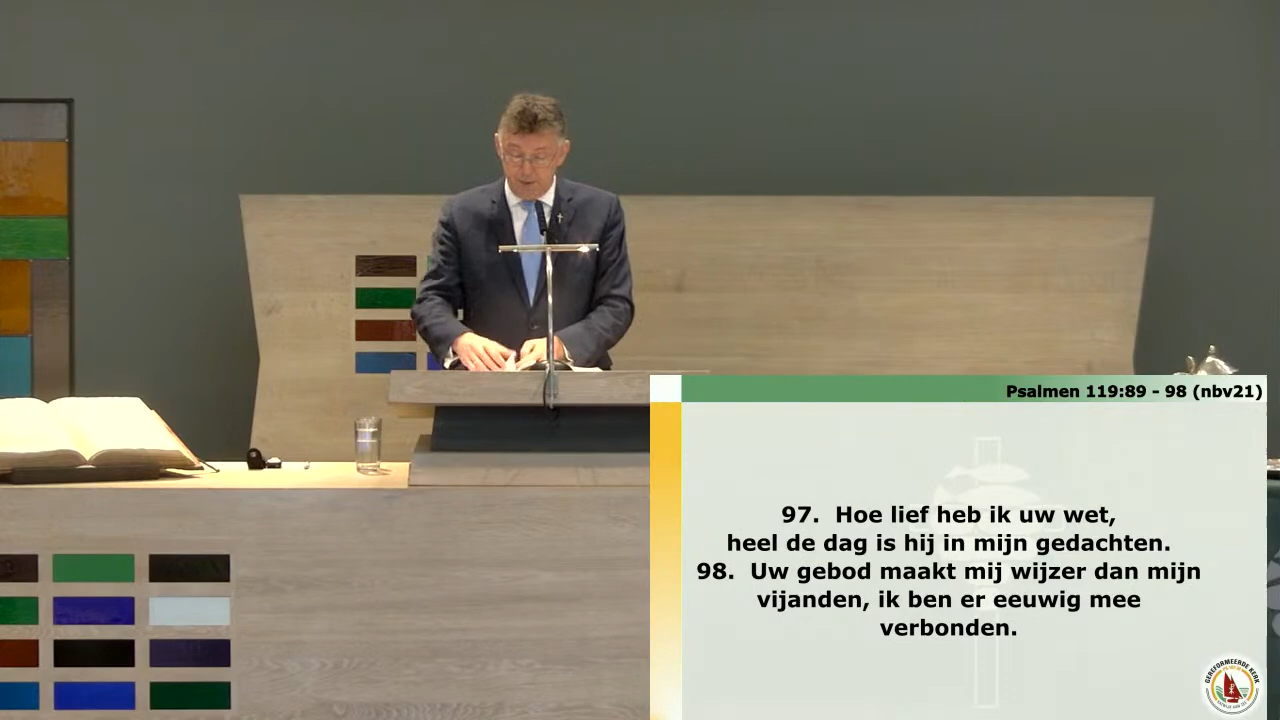 Psalmen 119:89 - 98 (nbv21)
97. Hoe lief heb ik uw wet,
heel de dag is hij in mijn gedachten.
98. Uw gebod maakt mij wijzer dan mijn
vijanden, ik ben er eeuwig mee
verbonden.
GEREFORMEERDE KERK